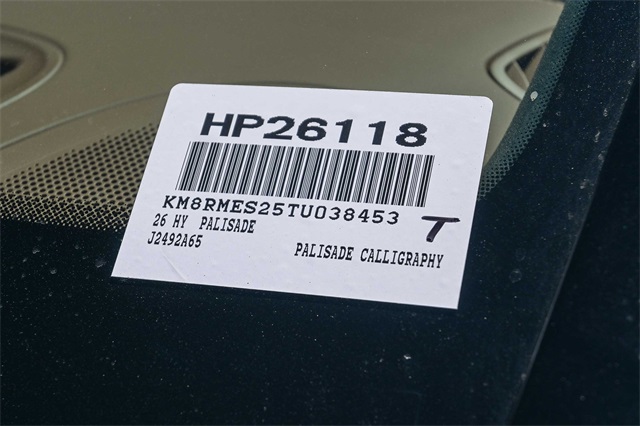 HP26118
KM8RMES25TU038453
T
26 HY PALISADE
J2492A65
PALISADE CALLIGRAPHY